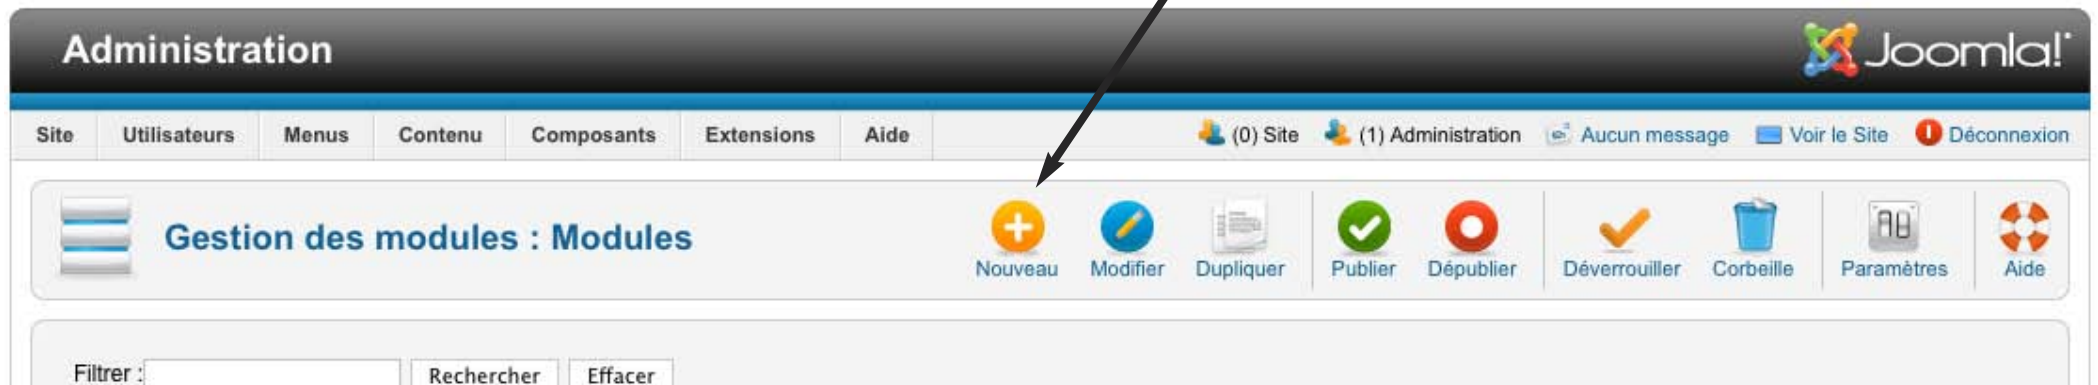 Administration
Joomla!
Site Utilisateurs Menus Contenu Composants Extensions Aide (0) Site (1) Administration Aucun message Voir le Site Déconnexion
Gestion des modules : Modules
Nouveau Modifier Dupliquer Publier Dépublier Déverrouiller Corbeille Paramètres Aide
Filtrer : Rechercher Effacer